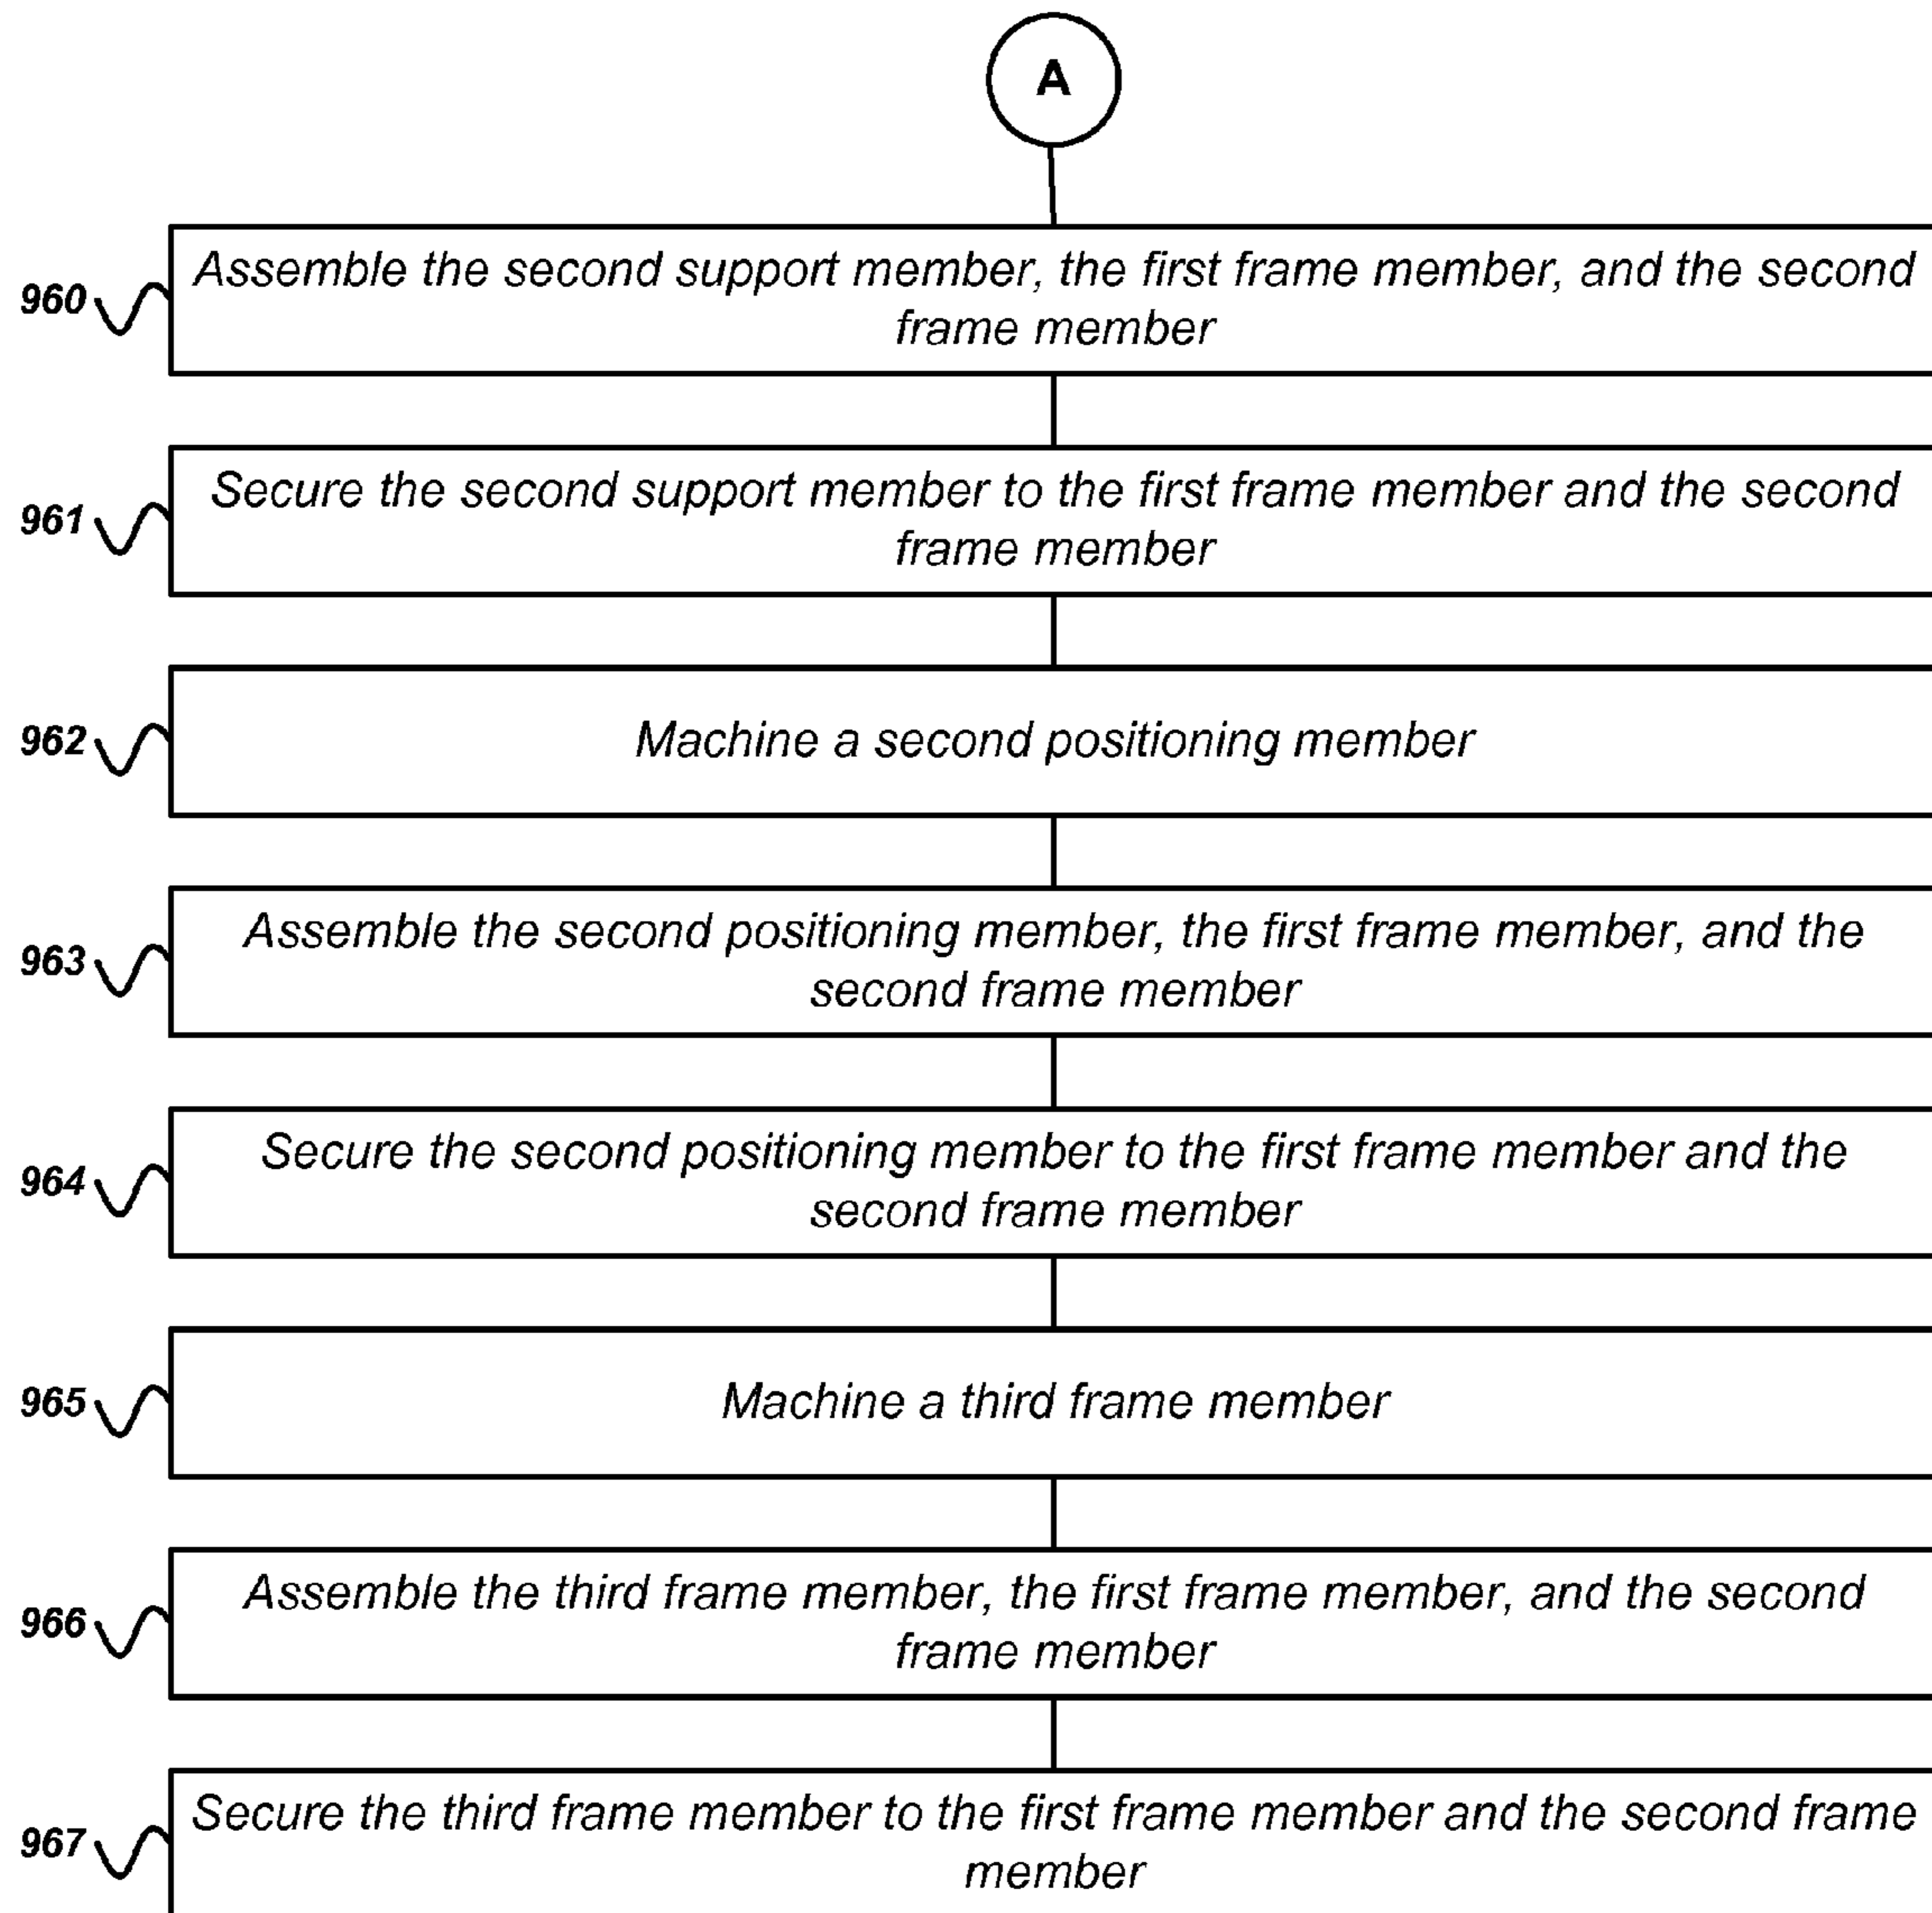 A
960
Assemble the second support member, the first frame member, and the second
frame member
961
Secure the second support member to the first frame member and the second
frame member
962
Machine a second positioning member
963
Assemble the second positioning member, the first frame member, and the
second frame member
964
Secure the second positioning member to the first frame member and the
second frame member
965
Machine a third frame member
966
Assemble the third frame member, the first frame member, and the second
frame member
967
Secure the third frame member to the first frame member and the second frame
member